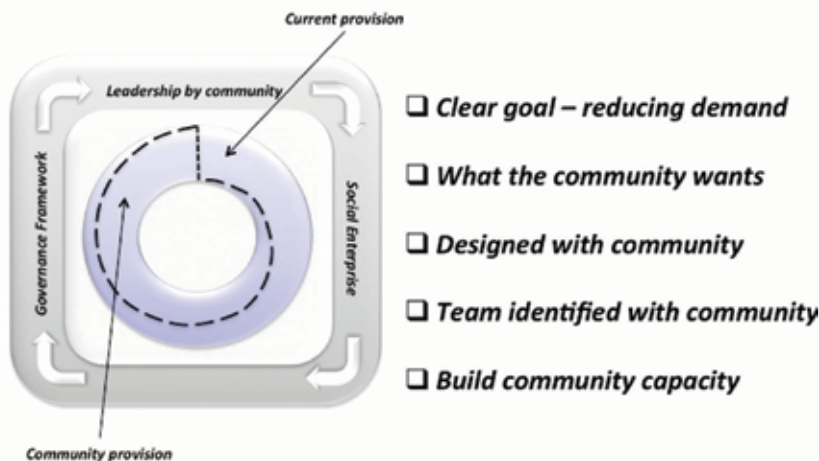 Current provision
Leadership by community
Governance Framework
Social Enterprise
Community provision
Clear goal – reducing demand
What the community wants
Designed with community
Team identified with community
Build community capacity